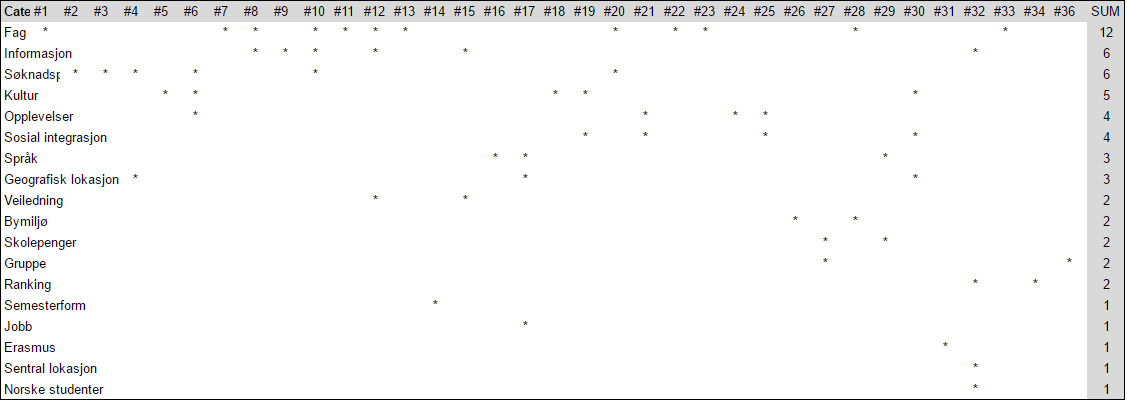 Cate #1 #2 #3 #4 #5 #6 #7 #8 #9 #10 #11 #12 #13 #14 #15 #16 #17 #18 #19 #20 #21 #22 #23 #24 #25 #26 #27 #28 #29 #30 #31 #32 #33 #34 #36 SUM
Fag * * * * * * * * * * * * 12
Informasjon * * * * * * 6
Søknadsp * * * * * * 6
Kultur * * * * * 5
Opplevelser * * * * 4
Sosial integrasjon * * * * 4
Språk * * * 3
Geografisk lokasjon * * * 3
Veiledning * * 2
Bymiljø * * 2
Skolepenger * * 2
Gruppe * * 2
Ranking * * 2
Semesterform * 1
Jobb * 1
Erasmus * 1
Sentral lokasjon * 1
Norske studenter * 1